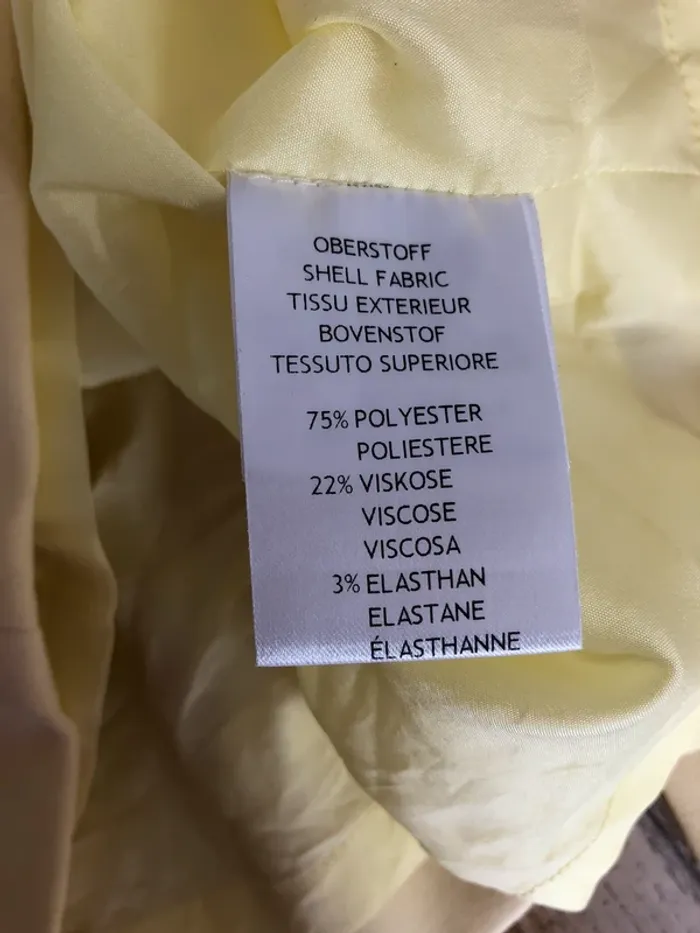 OBERSTOFF
SHELL FABRIC
TISSU EXTERIEUR
BOVENSTOF
TESSUTO SUPERIORE
75% POLYESTER
POLIESTERE
22% VISKOSE
VISCOSE
VISCOSA
3% ELASTHAN
ELASTANE
ÉLASTHANNE